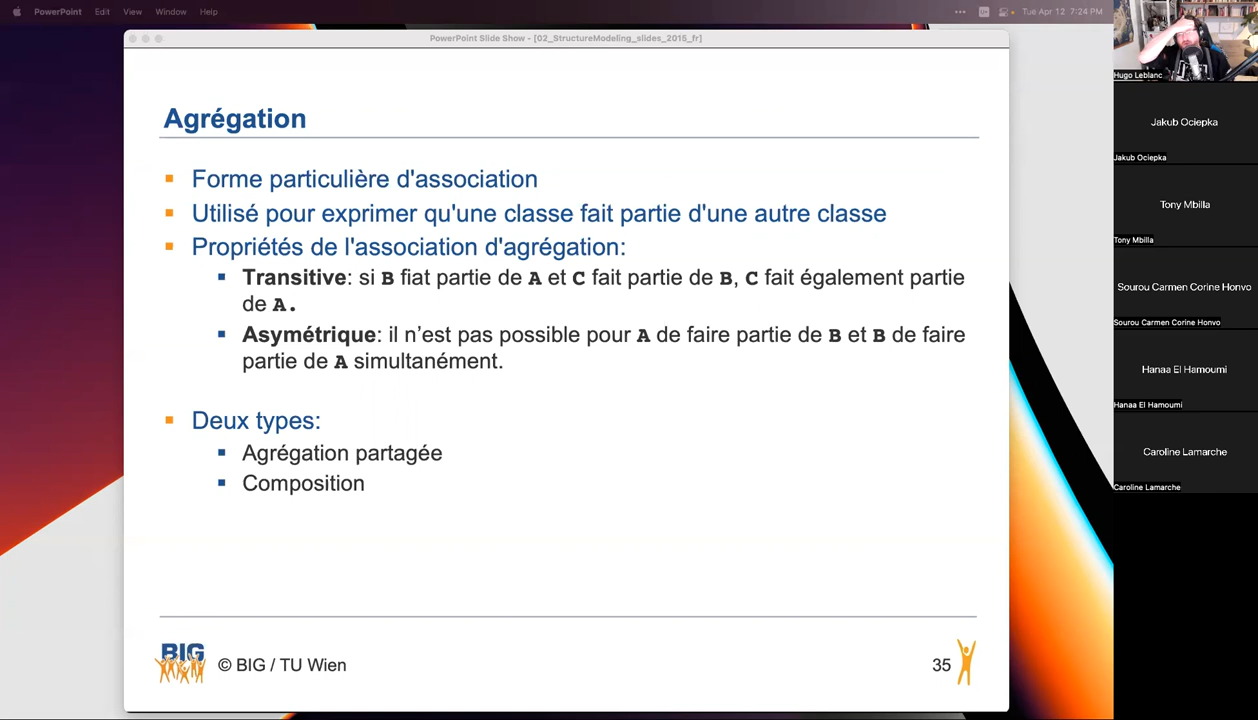 PowerPoint Edit View Window Help
Tue Apr 12 7:24 PM
PowerPoint Slide Show - [02_StructureModeling_slides_2015_fr]
Agrégation
Forme particulière d'association
Utilisé pour exprimer qu'une classe fait partie d'une autre classe
Propriétés de l'association d'agrégation:
Transitive: si B fiat partie de A et C fait partie de B, C fait également partie
de A.
Asymétrique: il n’est pas possible pour A de faire partie de B et B de faire
partie de A simultanément.
Deux types:
Agrégation partagée
Composition
BIG
© BIG / TU Wien
35
Hugo Leblanc
Jakub Ociepka
Jakub Ociepka
Tony Mbilla
Tony Mbilla
Sourou Carmen Corine Honvo
Sourou Carmen Corine Honvo
Hanaa El Hamoumi
Hanaa El Hamoumi
Caroline Lamarche
Caroline Lamarche